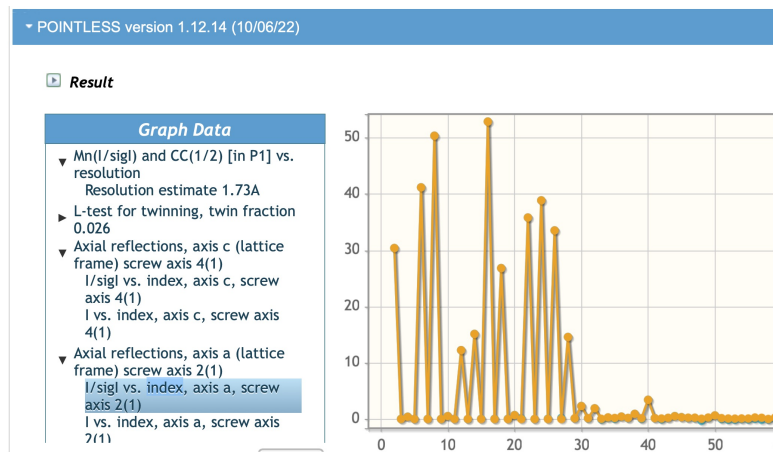 POINTLESS version 1.12.14 (10/06/22)
Result
Graph Data
Mn(I/sigI) and CC(1/2) [in P1] vs.
resolution
Resolution estimate 1.73A
L-test for twinning, twin fraction
0.026
Axial reflections, axis c (lattice
frame) screw axis 4(1)
I/sigI vs. index, axis c, screw
axis 4(1)
I vs. index, axis c, screw axis
4(1)
Axial reflections, axis a (lattice
frame) screw axis 2(1)
I/sigI vs. index, axis a, screw
axis 2(1)
I vs. index, axis a, screw axis
2(1)
50
40
30
20
10
0
0 10 20 30 40 50